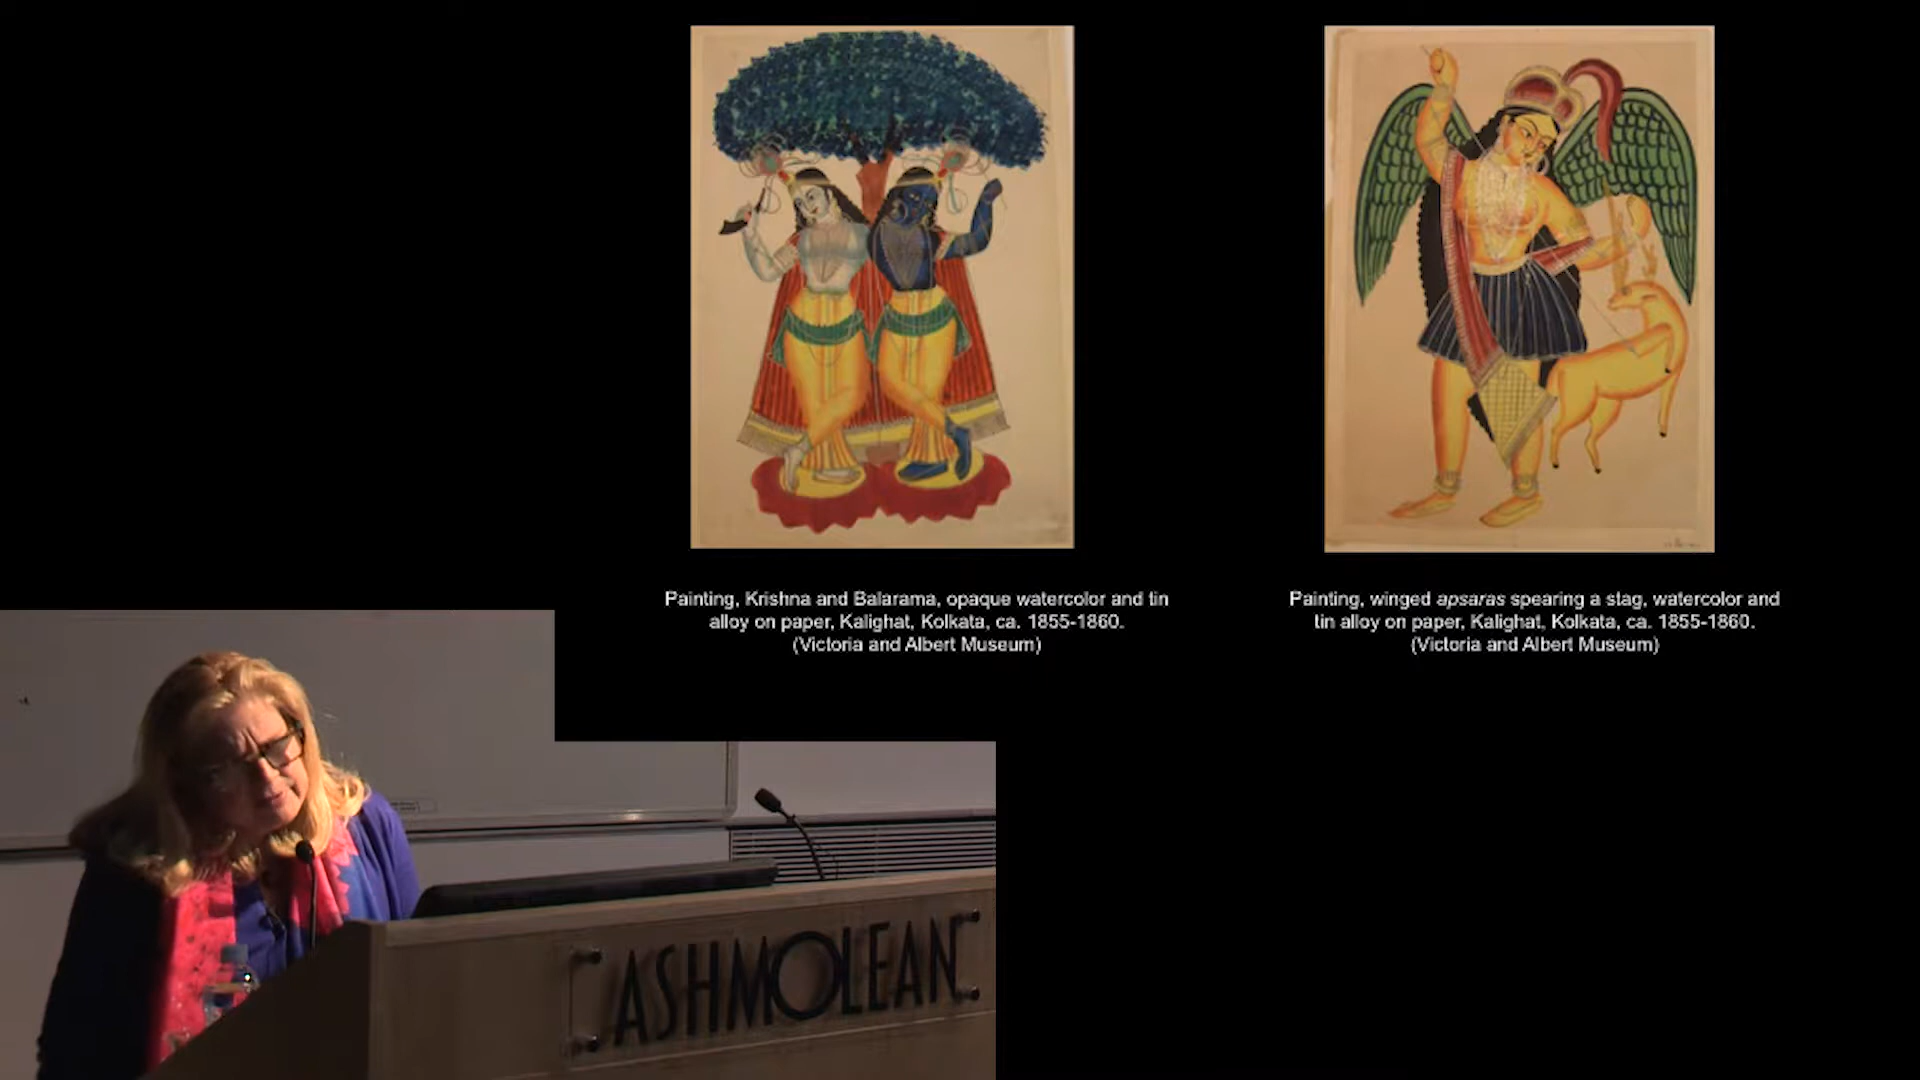 Painting, Krishna and Balarama, opaque watercolor and tin
alloy on paper, Kalighat, Kolkata, ca. 1855-1860.
(Victoria and Albert Museum)
Painting, winged apsaras spearing a stag, watercolor and
tin alloy on paper, Kalighat, Kolkata, ca. 1855-1860.
(Victoria and Albert Museum)
ASHMOLEAN